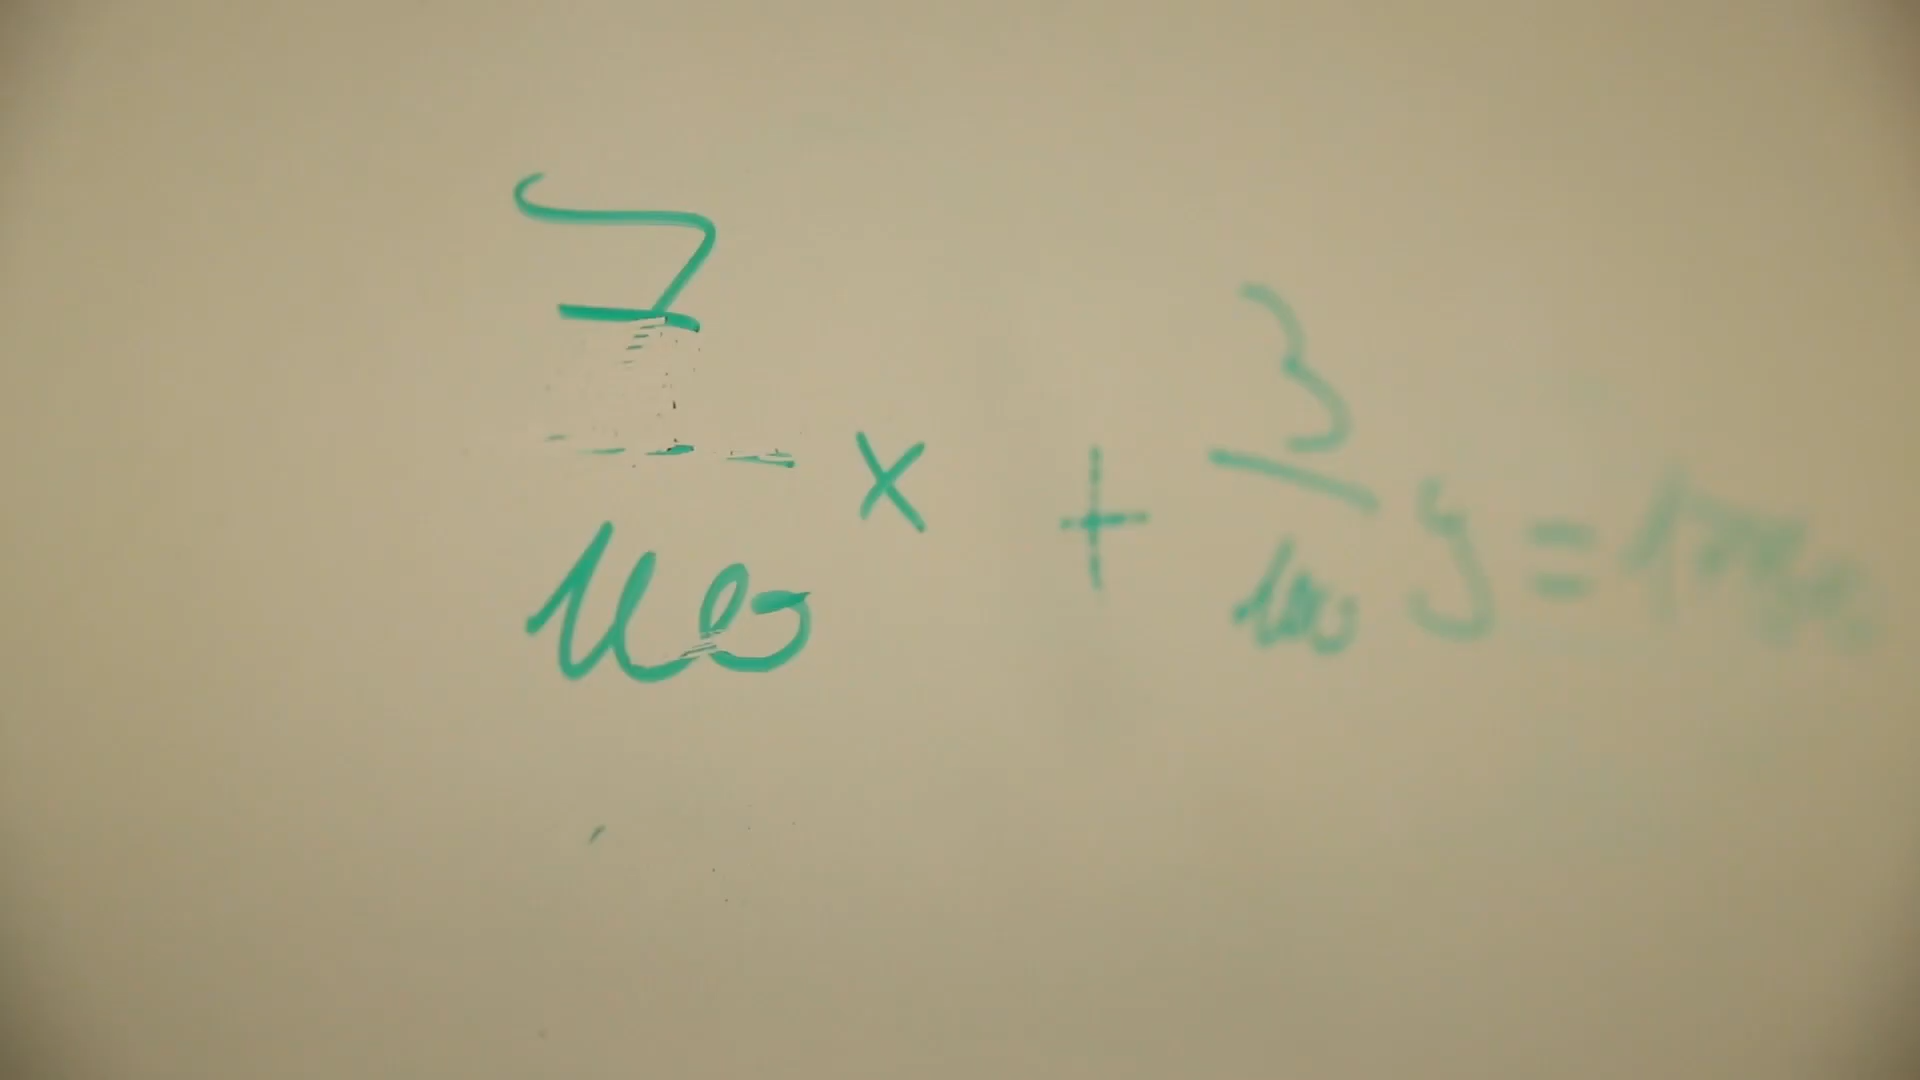 7/100 x + 3/100 y =